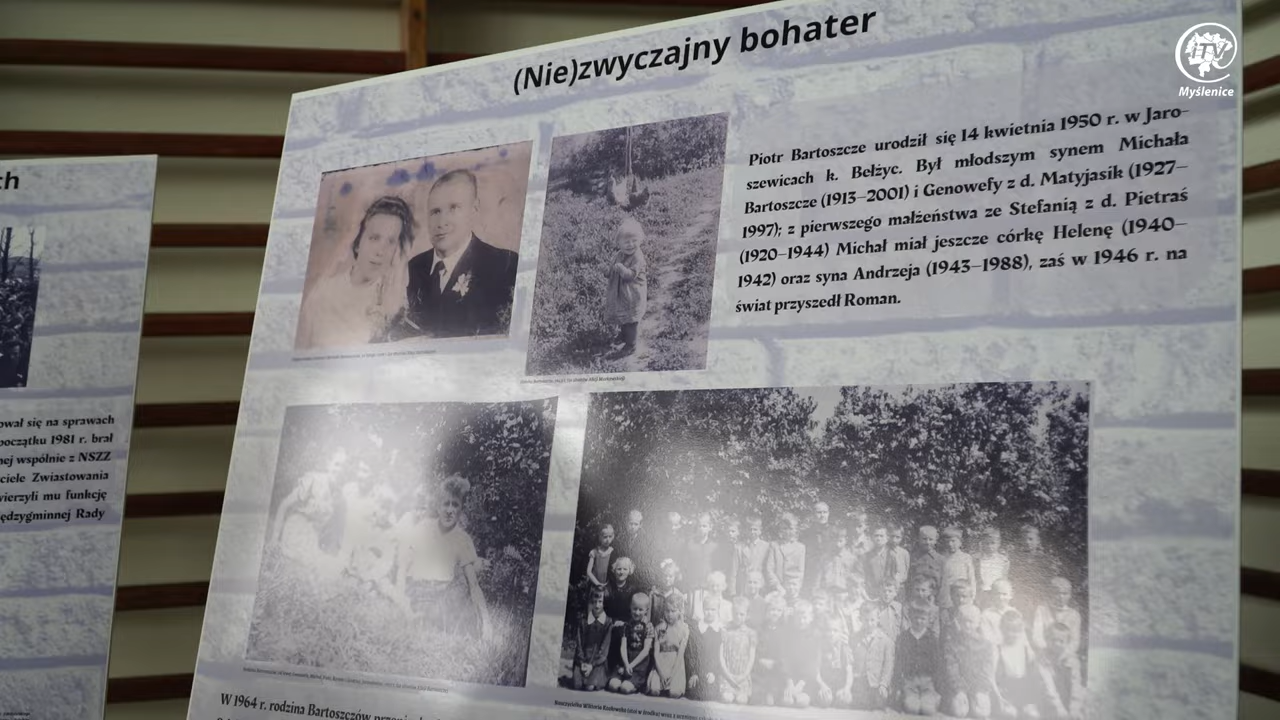 (Nie)zwyczajny bohater
iTV
Myślenice
Piotr Bartoszcze urodził się 14 kwietnia 1950 r. w Jaro-
szewicach k. Bełżyc. Był młodszym synem Michała
Bartoszcze (1913–2001) i Genowefy z d. Matyjasik (1927–
1997); z pierwszego małżeństwa ze Stefanią z d. Pietraś
(1920–1944) Michał miał jeszcze córkę Helenę (1940–
1942) oraz syna Andrzeja (1943–1988), zaś w 1946 r. na
świat przyszedł Roman.
ch
ował się na sprawach
początku 1981 r. brał
nej wspólnie z NSZZ
ciele Zwiastowania
wierzyli mu funkcję
iędzygminnej Rady
W 1964 r. rodzina Bartoszczów